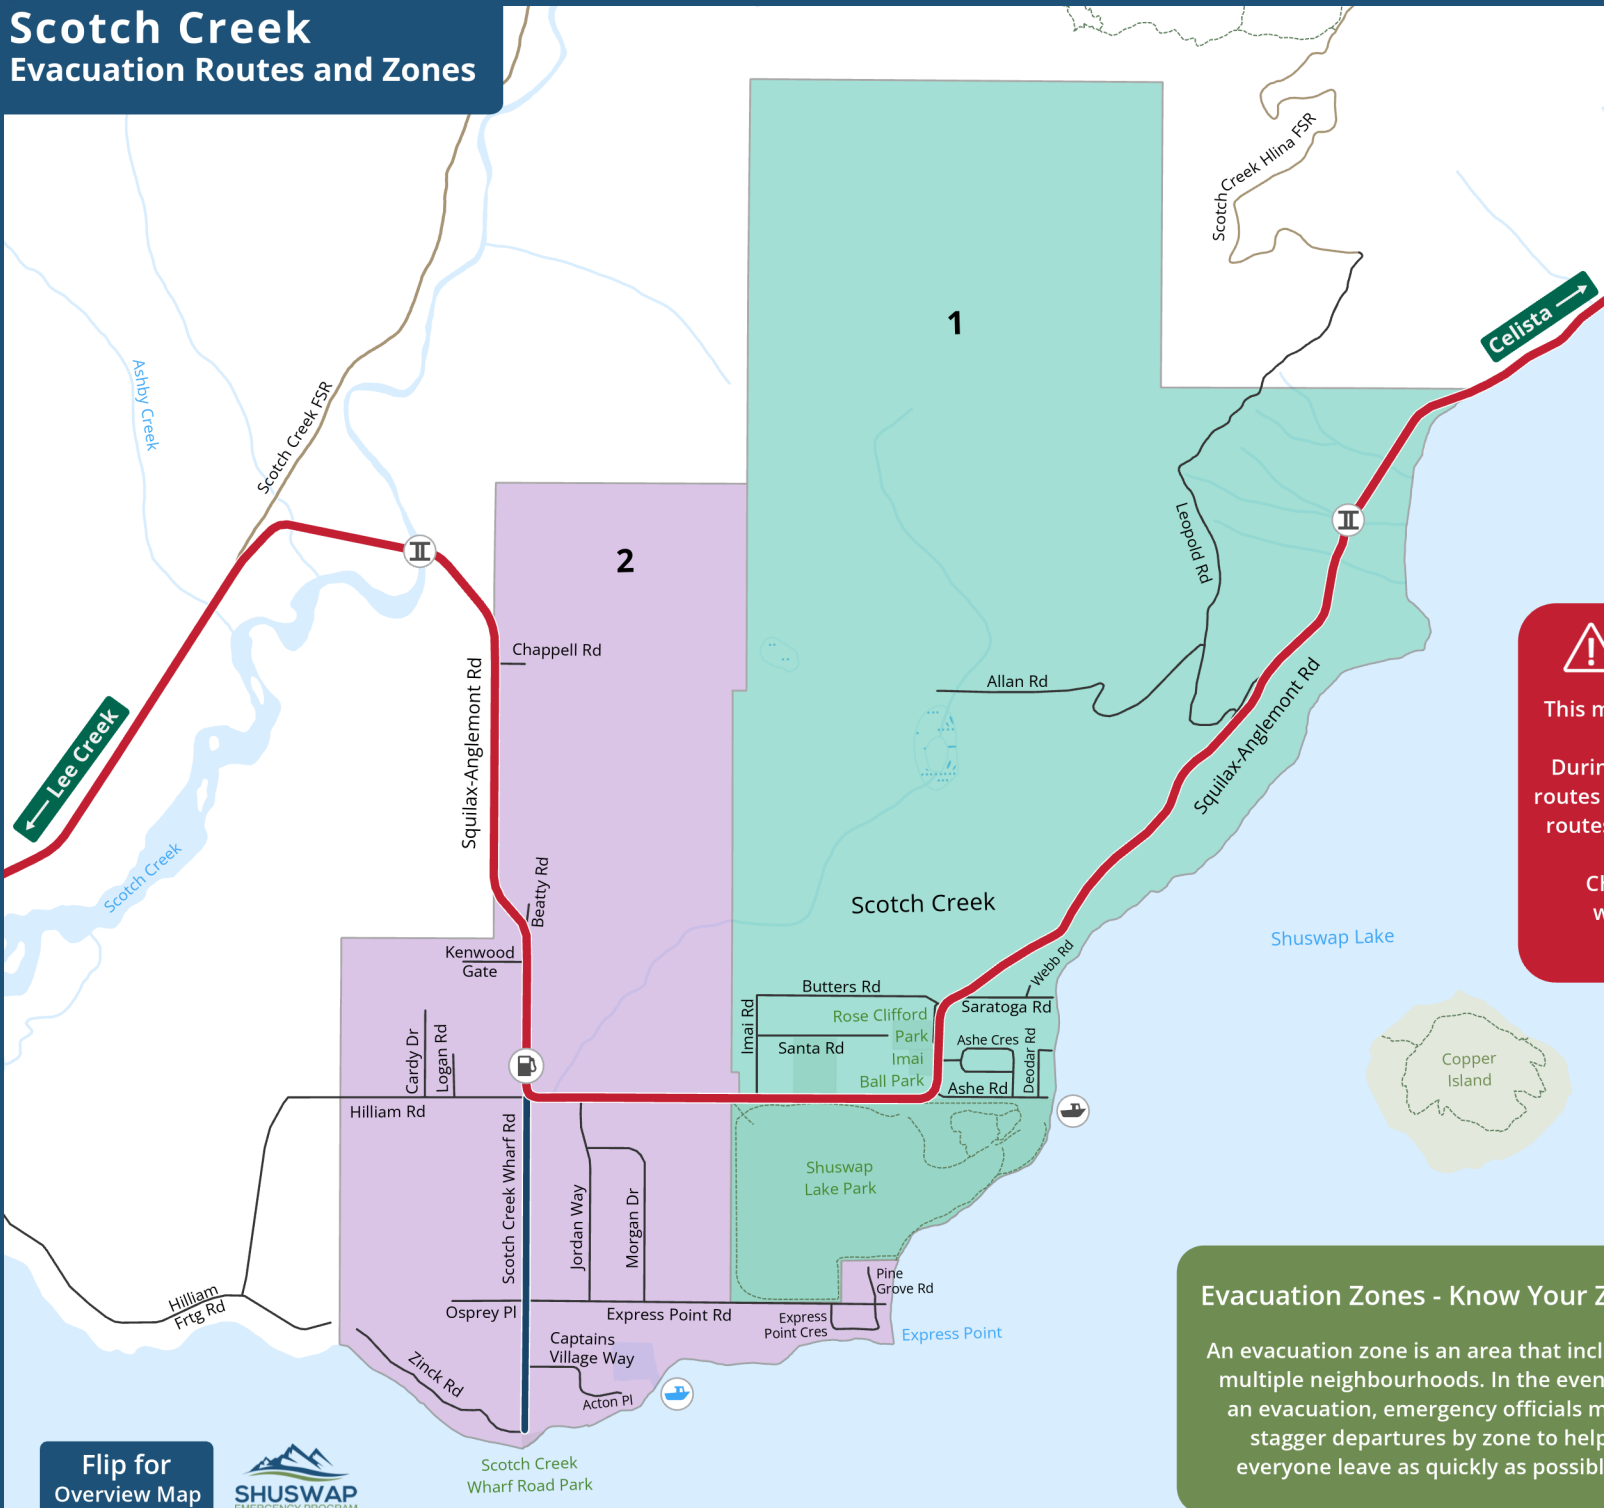 Scotch Creek
Evacuation Routes and Zones
Scotch Creek Hlina FSR
Celista
1
Ashby Creek
Scotch Creek FSR
2
Leopold Rd
Chappell Rd
Allan Rd
Squilax-Anglemont Rd
Squilax-Anglemont Rd
Lee Creek
This
Durin
routes
route
Scotch Creek
Beatty Rd
Scotch Creek
Shuswap Lake
Kenwood
Gate
Webb Rd
Butters Rd
Saratoga Rd
Imai Rd
Rose Clifford
Park
Santa Rd
Imai
Ball Park
Ashe Cres
Deodar Rd
Ashe Rd
Cardy Dr
Logan Rd
Copper
Island
Hilliam Rd
Scotch Creek Wharf Rd
Shuswap
Lake Park
Jordan Way
Morgan Dr
Pine
Grove Rd
Hilliam
Frtg Rd
Osprey Pl
Express Point Rd
Express
Point Cres
Express Point
Captains
Village Way
Zinck Rd
Acton Pl
Evacuation Zones - Know Your Z
An evacuation zone is an area that incl
multiple neighbourhoods. In the even
an evacuation, emergency officials m
stagger departures by zone to help
everyone leave as quickly as possibl
Scotch Creek
Wharf Road Park
Flip for
Overview Map
SHUSWAP
EMERGENCY PROGRAM